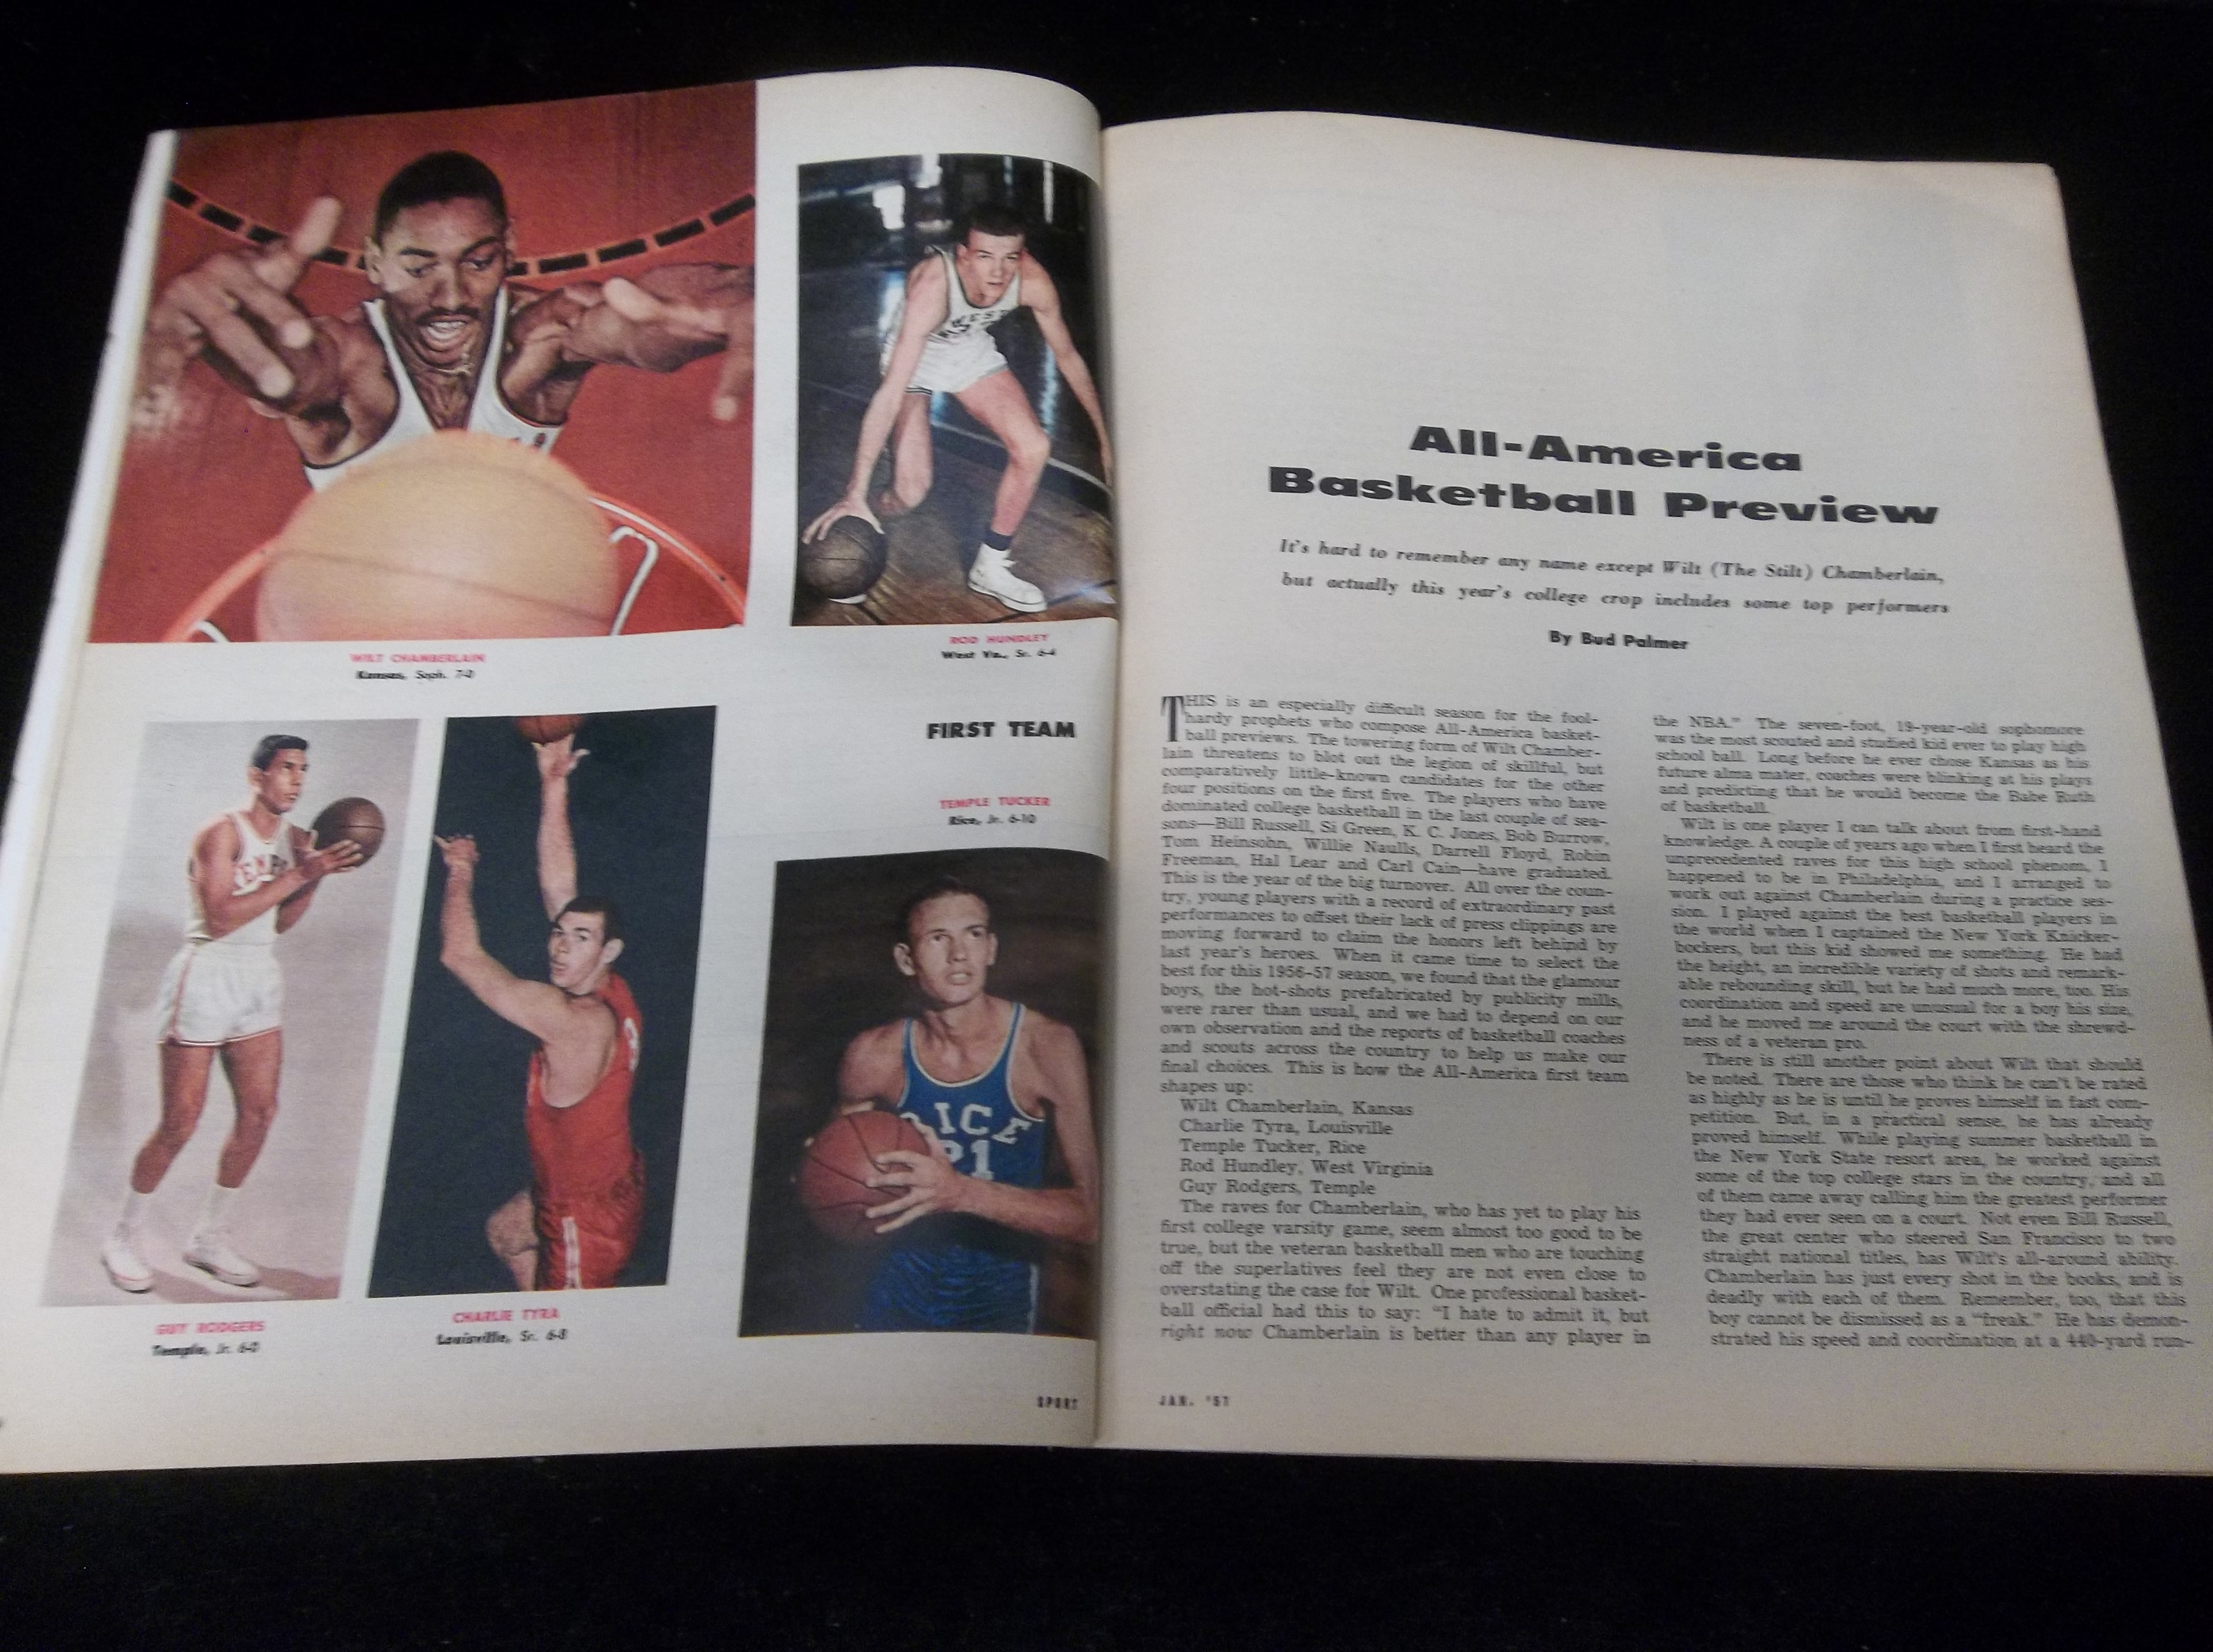 WEST
WILT CHAMBERLAIN
Kansas, Soph. 7-0
ROD HUNDLEY
West Va., Sr. 6-4
FIRST TEAM
TEMPLE TUCKER
Rice, Jr. 6-10
TEMP
RICE
21
GUY RODGERS
Temple, Jr. 6-0
CHARLIE TYRA
Louisville, Sr. 6-8
SPORT
All-America
Basketball Preview
It's hard to remember any name except Wilt (The Stilt) Chamberlain,
but actually this year's college crop includes some top performers
By Bud Palmer
THIS is an especially difficult season for the fool-
hardy prophets who compose All-America basket-
ball previews. The towering form of Wilt Chamber-
lain threatens to blot out the legion of skillful, but
comparatively little-known candidates for the other
four positions on the first five. The players who have
dominated college basketball in the last couple of sea-
sons—Bill Russell, Si Green, K. C. Jones, Bob Burrow,
Tom Heinsohn, Willie Naulls, Darrell Floyd, Robin
Freeman, Hal Lear and Carl Cain—have graduated.
This is the year of the big turnover. All over the coun-
try, young players with a record of extraordinary past
performances to offset their lack of press clippings are
moving forward to claim the honors left behind by
last year's heroes. When it came time to select the
best for this 1956-57 season, we found that the glamour
boys, the hot-shots prefabricated by publicity mills,
were rarer than usual, and we had to depend on our
own observation and the reports of basketball coaches
and scouts across the country to help us make our
final choices. This is how the All-America first team
shapes up:
Wilt Chamberlain, Kansas
Charlie Tyra, Louisville
Temple Tucker, Rice
Rod Hundley, West Virginia
Guy Rodgers, Temple
The raves for Chamberlain, who has yet to play his
first college varsity game, seem almost too good to be
true, but the veteran basketball men who are touching
off the superlatives feel they are not even close to
overstating the case for Wilt. One professional basket-
ball official had this to say: "I hate to admit it, but
right now Chamberlain is better than any player in
the NBA." The seven-foot, 19-year-old sophomore
was the most scouted and studied kid ever to play high
school ball. Long before he ever chose Kansas as his
future alma mater, coaches were blinking at his plays
and predicting that he would become the Babe Ruth
of basketball.
Wilt is one player I can talk about from first-hand
knowledge. A couple of years ago when I first heard the
unprecedented raves for this high school phenom, I
happened to be in Philadelphia, and I arranged to
work out against Chamberlain during a practice ses-
sion. I played against the best basketball players in
the world when I captained the New York Knicker-
bockers, but this kid showed me something. He had
the height, an incredible variety of shots and remark-
able rebounding skill, but he had much more, too. His
coordination and speed are unusual for a boy his size,
and he moved me around the court with the shrewd-
ness of a veteran pro.
There is still another point about Wilt that should
be noted. There are those who think he can't be rated
as highly as he is until he proves himself in fast com-
petition. But, in a practical sense, he has already
proved himself. While playing summer basketball in
the New York State resort area, he worked against
some of the top college stars in the country, and all
of them came away calling him the greatest performer
they had ever seen on a court. Not even Bill Russell,
the great center who steered San Francisco to two
straight national titles, has Wilt's all-around ability.
Chamberlain has just every shot in the books, and is
deadly with each of them. Remember, too, that this
boy cannot be dismissed as a "freak." He has demon-
strated his speed and coordination at a 440-yard run-
JAN. '57